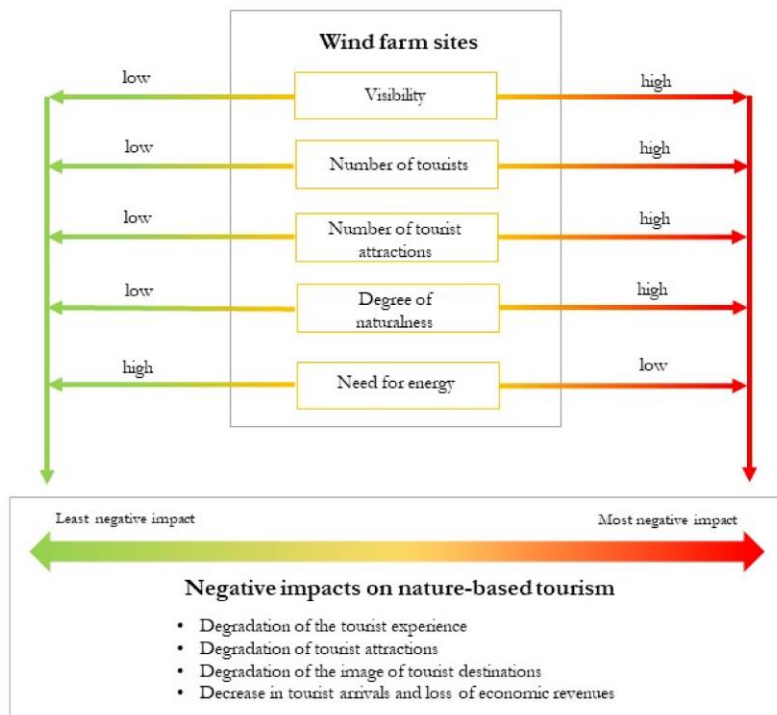 Wind farm sites
low
Visibility
high
low
Number of tourists
high
low
Number of tourist
attractions
high
low
Degree of
naturalness
high
high
Need for energy
low
Least negative impact
Most negative impact
Negative impacts on nature-based tourism
• Degradation of the tourist experience
• Degradation of tourist attractions
• Degradation of the image of tourist destinations
• Decrease in tourist arrivals and loss of economic revenues